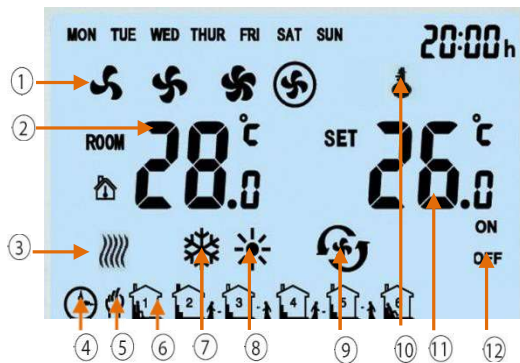 MON TUE WED THUR FRI SAT SUN 20:00h
①
② ROOM 28.0 °C SET 26.0 °C
ON
③ OFF
1 2 3 4 5 6
④ ⑤ ⑥ ⑦ ⑧ ⑨ ⑩ ⑪ ⑫